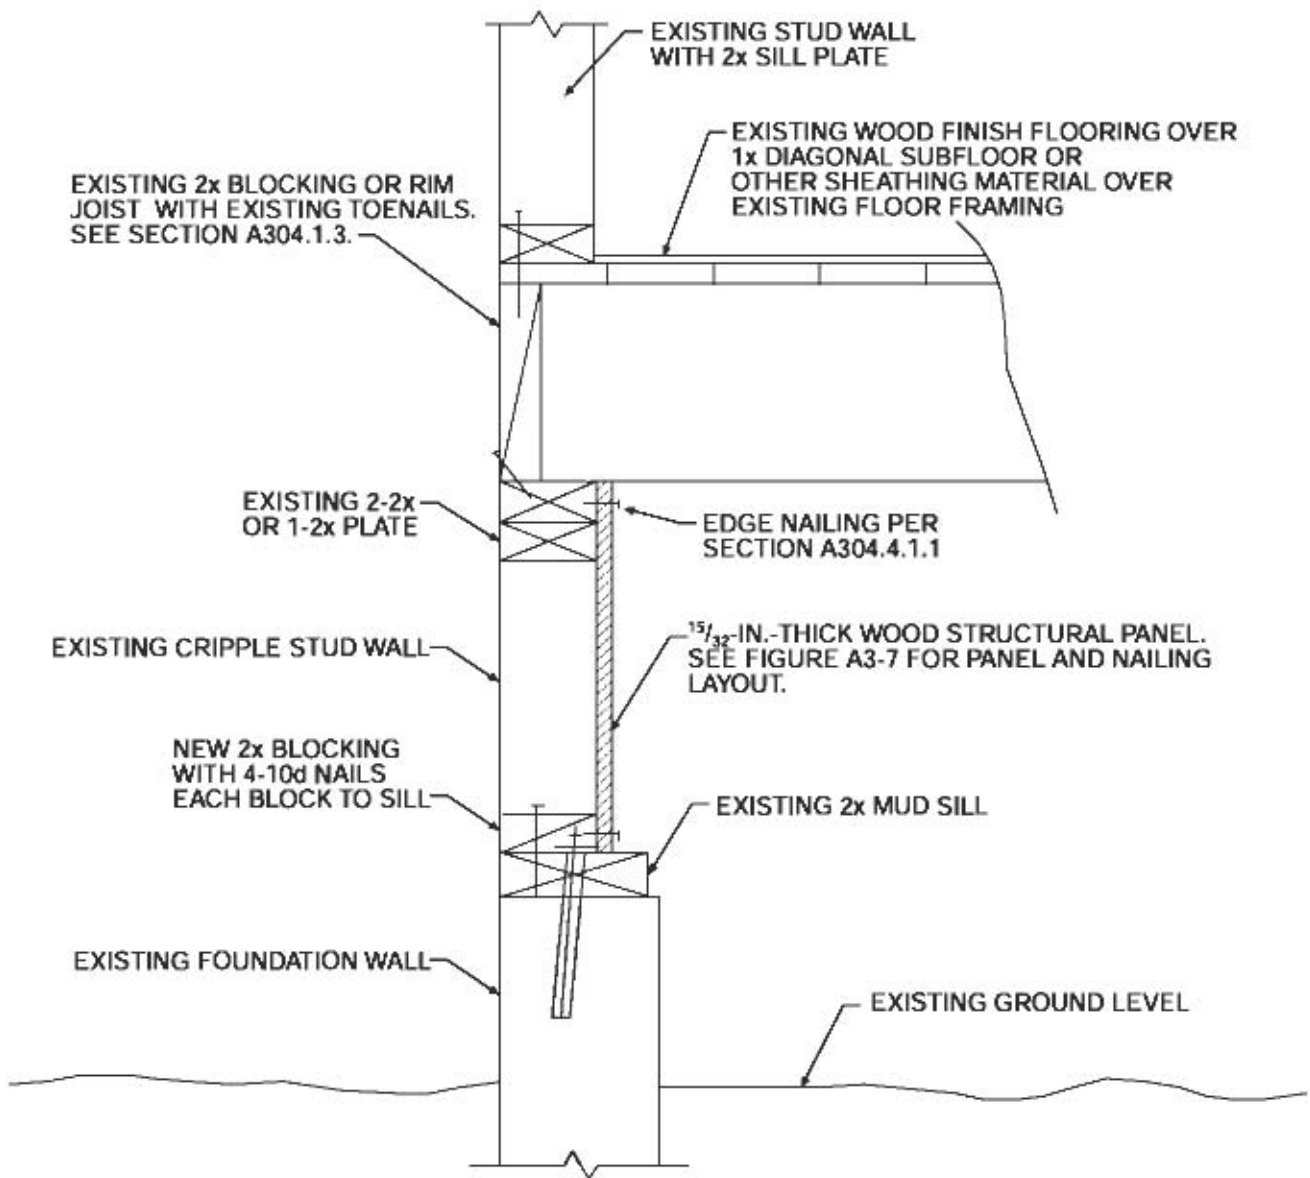 EXISTING STUD WALL
WITH 2x SILL PLATE
EXISTING WOOD FINISH FLOORING OVER
1x DIAGONAL SUBFLOOR OR
OTHER SHEATHING MATERIAL OVER
EXISTING FLOOR FRAMING
EXISTING 2x BLOCKING OR RIM
JOIST WITH EXISTING TOENAILS.
SEE SECTION A304.1.3.
EXISTING 2-2x
OR 1-2x PLATE
EDGE NAILING PER
SECTION A304.4.1.1
EXISTING CRIPPLE STUD WALL
15/32-IN.-THICK WOOD STRUCTURAL PANEL.
SEE FIGURE A3-7 FOR PANEL AND NAILING
LAYOUT.
NEW 2x BLOCKING
WITH 4-10d NAILS
EACH BLOCK TO SILL
EXISTING 2x MUD SILL
EXISTING FOUNDATION WALL
EXISTING GROUND LEVEL